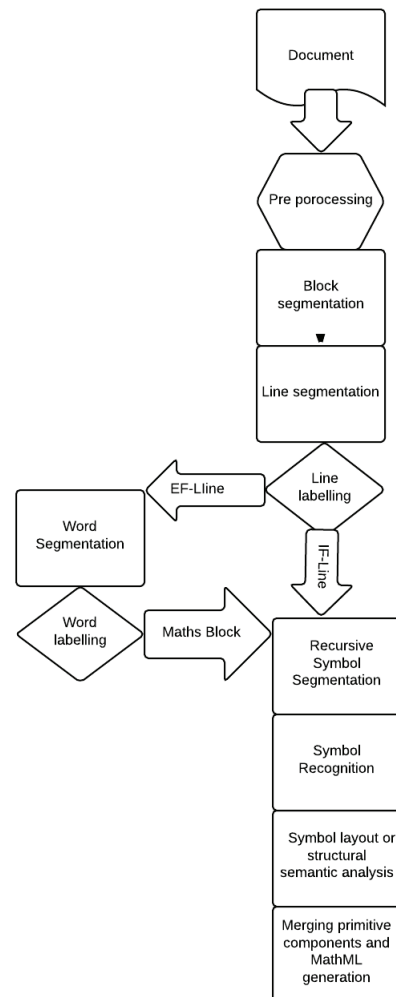 Document
Pre porocessing
Block
segmentation
Line segmentation
Line
labelling
EF-LIine
IF-Line
Word
Segmentation
Word
labelling
Maths Block
Recursive
Symbol
Segmentation
Symbol
Recognition
Symbol layout or
structural
semantic analysis
Merging primitive
components and
MathML
generation